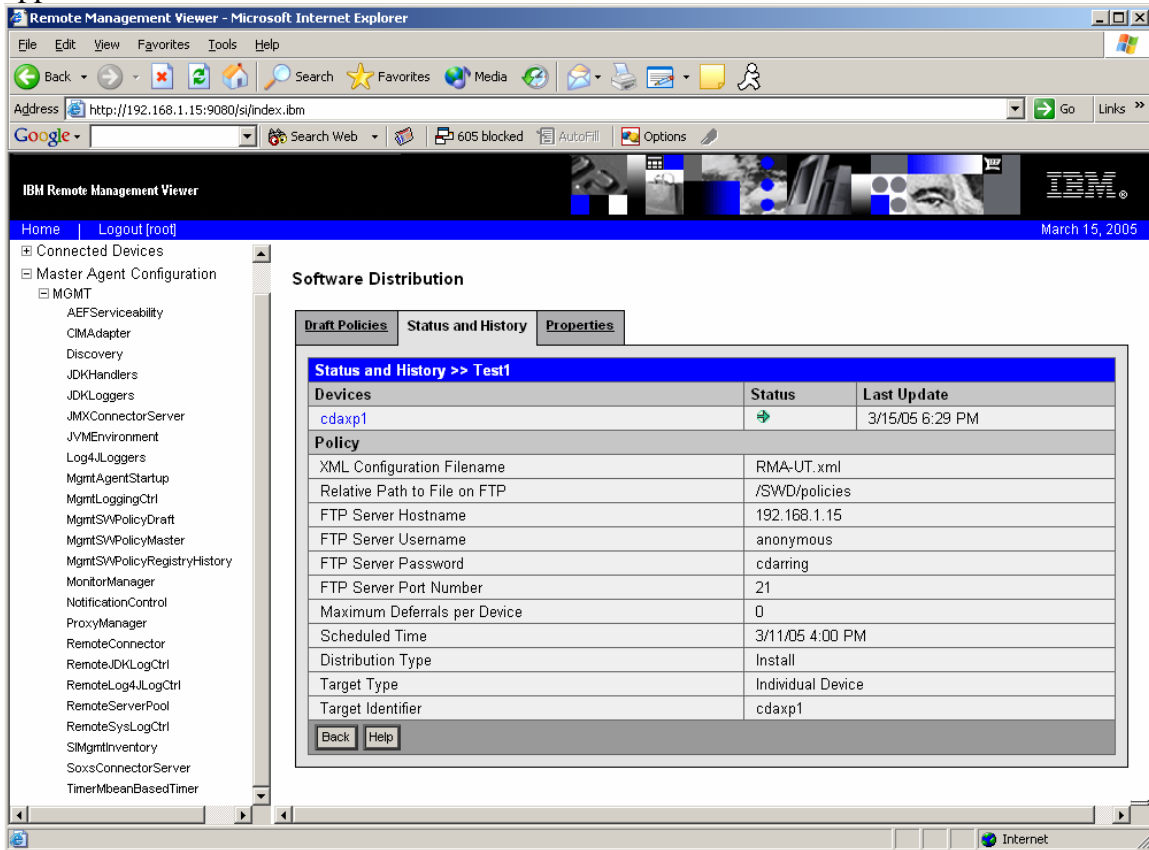 Remote Management Viewer - Microsoft Internet Explorer
File Edit View Favorites Tools Help
Back Search Favorites Media
Address http://192.168.1.15:9080/si/index.ibm Go Links »
Google Search Web 605 blocked AutoFill Options
IBM Remote Management Viewer IBM®
Home | Logout [root] March 15, 2005
Connected Devices
Master Agent Configuration
MGMT
AEFServiceability
CIMAdapter
Discovery
JDKHandlers
JDKLoggers
JMXConnectorServer
JVMEnvironment
Log4JLoggers
MgmtAgentStartup
MgmtLoggingCtrl
MgmtSWPolicyDraft
MgmtSWPolicyMaster
MgmtSWPolicyRegistryHistory
MonitorManager
NotificationControl
ProxyManager
RemoteConnector
RemoteJDKLogCtrl
RemoteLog4JLogCtrl
RemoteServerPool
RemoteSysLogCtrl
SIMgmtInventory
SoxsConnectorServer
TimerMbeanBasedTimer
Software Distribution
Draft Policies Status and History Properties
Status and History >> Test1
Devices Status Last Update
cdaxp1 3/15/05 6:29 PM
Policy
XML Configuration Filename RMA-UT.xml
Relative Path to File on FTP /SWD/policies
FTP Server Hostname 192.168.1.15
FTP Server Username anonymous
FTP Server Password cdarring
FTP Server Port Number 21
Maximum Deferrals per Device 0
Scheduled Time 3/11/05 4:00 PM
Distribution Type Install
Target Type Individual Device
Target Identifier cdaxp1
Back Help
Internet